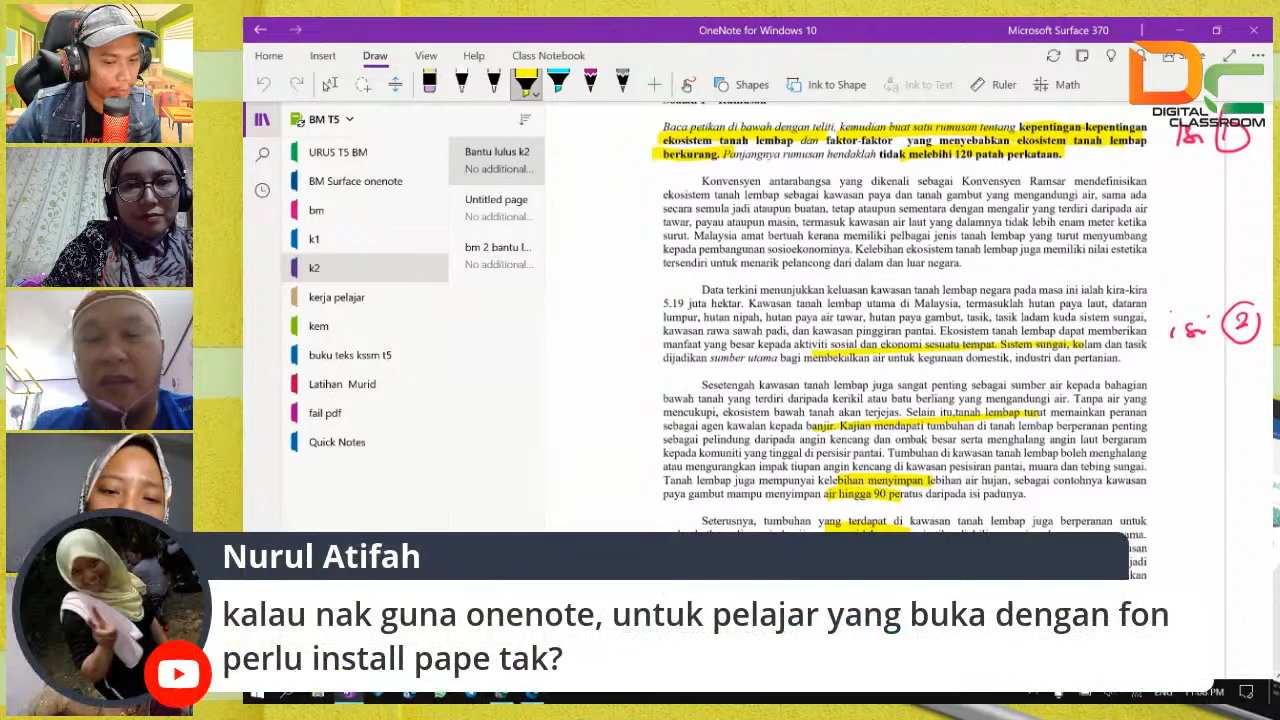 OneNote for Windows 10
Microsoft Surface 370
Home
Insert
Draw
View
Help
Class Notebook
Share
Shapes
Ink to Shape
Ink to Text
Ruler
Math
DIGITAL
CLASSROOM
BM T5
URUS T5 BM
BM Surface onenote
bm
k1
k2
kerja pelajar
kem
buku teks kssm t5
Latihan Murid
fail pdf
Quick Notes
Bantu lulus k2
No additional...
Untitled page
No additional...
bm 2 bantu l...
No additional...
Baca petikan di bawah dengan teliti, kemudian buat satu rumusan tentang kepentingan-kepentingan
ekosistem tanah lembap dan faktor-faktor yang menyebabkan ekosistem tanah lembap
berkurang. Panjangnya rumusan hendaklah tidak melebihi 120 patah perkataan.
Isi 1
Konvensyen antarabangsa yang dikenali sebagai Konvensyen Ramsar mendefinisikan
ekosistem tanah lembap sebagai kawasan paya dan tanah gambut yang mengandungi air, sama ada
secara semula jadi ataupun buatan, tetap ataupun sementara dengan mengalir yang terdiri daripada air
tawar, payau ataupun masin, termasuk kawasan air laut yang dalamnya tidak lebih enam meter ketika
surut. Malaysia amat bertuah kerana memiliki pelbagai jenis tanah lembap yang turut menyumbang
kepada pembangunan sosioekonominya. Kelebihan ekosistem tanah lembap juga memiliki nilai estetika
tersendiri untuk menarik pelancong dari dalam dan luar negara.
Data terkini menunjukkan keluasan kawasan tanah lembap negara pada masa ini ialah kira-kira
5.19 juta hektar. Kawasan tanah lembap utama di Malaysia, termasuklah hutan paya laut, dataran
lumpur, hutan nipah, hutan paya air tawar, hutan paya gambut, tasik, tasik ladam kuda sistem sungai,
kawasan rawa sawah padi, dan kawasan pinggiran pantai. Ekosistem tanah lembap dapat memberikan
manfaat yang besar kepada aktiviti sosial dan ekonomi sesuatu tempat. Sistem sungai, kolam dan tasik
dijadikan sumber utama bagi membekalkan air untuk kegunaan domestik, industri dan pertanian.
isi 2
Sesetengah kawasan tanah lembap juga sangat penting sebagai sumber air kepada bahagian
bawah tanah yang terdiri daripada kerikil atau batu berliang yang mengandungi air. Tanpa air yang
mencukupi, ekosistem bawah tanah akan terjejas. Selain itu,tanah lembap turut memainkan peranan
sebagai agen kawalan kepada banjir. Kajian mendapati tumbuhan di tanah lembap berperanan penting
sebagai pelindung daripada angin kencang dan ombak besar serta menghalang angin laut bergaram
kepada komuniti yang tinggal di persisir pantai. Tumbuhan di kawasan tanah lembap boleh menghalang
atau mengurangkan impak tiupan angin kencang di kawasan pesisiran pantai, muara dan tebing sungai.
Tanah lembap juga mempunyai kelebihan menyimpan lebihan air hujan, sebagai contohnya kawasan
paya gambut mampu menyimpan air hingga 90 peratus daripada isi padunya.
Seterusnya, tumbuhan yang terdapat di kawasan tanah lembap juga berperanan untuk
Nurul Atifah
kalau nak guna onenote, untuk pelajar yang buka dengan fon
perlu install pape tak?
ENG